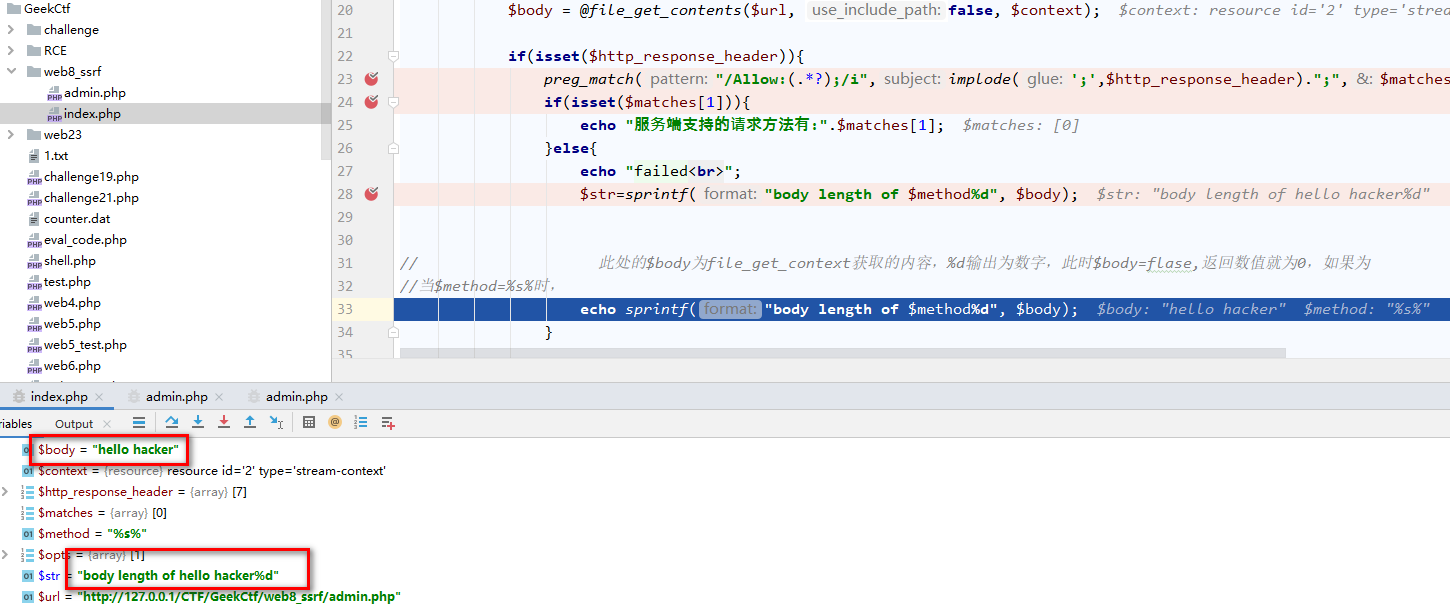 GeekCtf
challenge
RCE
web8_ssrf
admin.php
index.php
web23
1.txt
challenge19.php
challenge21.php
counter.dat
eval_code.php
shell.php
test.php
web4.php
web5.php
web5_test.php
web6.php
20 $body = @file_get_contents($url, use_include_path: false, $context); $context: resource id='2' type='strea
21
22 if(isset($http_response_header)){
23 preg_match( pattern: "/Allow:(.*?);/i", subject: implode( glue: ';',$http_response_header).";", &: $matches
24 if(isset($matches[1])){
25 echo "服务端支持的请求方法有:".$matches[1]; $matches: [0]
26 }else{
27 echo "failed<br>";
28 $str=sprintf( format: "body length of $method%d", $body); $str: "body length of hello hacker%d"
29
30
31 // 此处的$body为file_get_context获取的内容，%d输出为数字，此时$body=flase,返回数值就为0，如果为
32 //当$method=%s%时，
33 echo sprintf( format: "body length of $method%d", $body); $body: "hello hacker" $method: "%s%"
34 }
35
index.php × admin.php × admin.php ×
riables Output ×
$body = "hello hacker"
$context = {resource} resource id='2' type='stream-context'
$http_response_header = {array} [7]
$matches = {array} [0]
$method = "%s%"
$opts = {array} [1]
$str = "body length of hello hacker%d"
$url = "http://127.0.0.1/CTF/GeekCtf/web8_ssrf/admin.php"